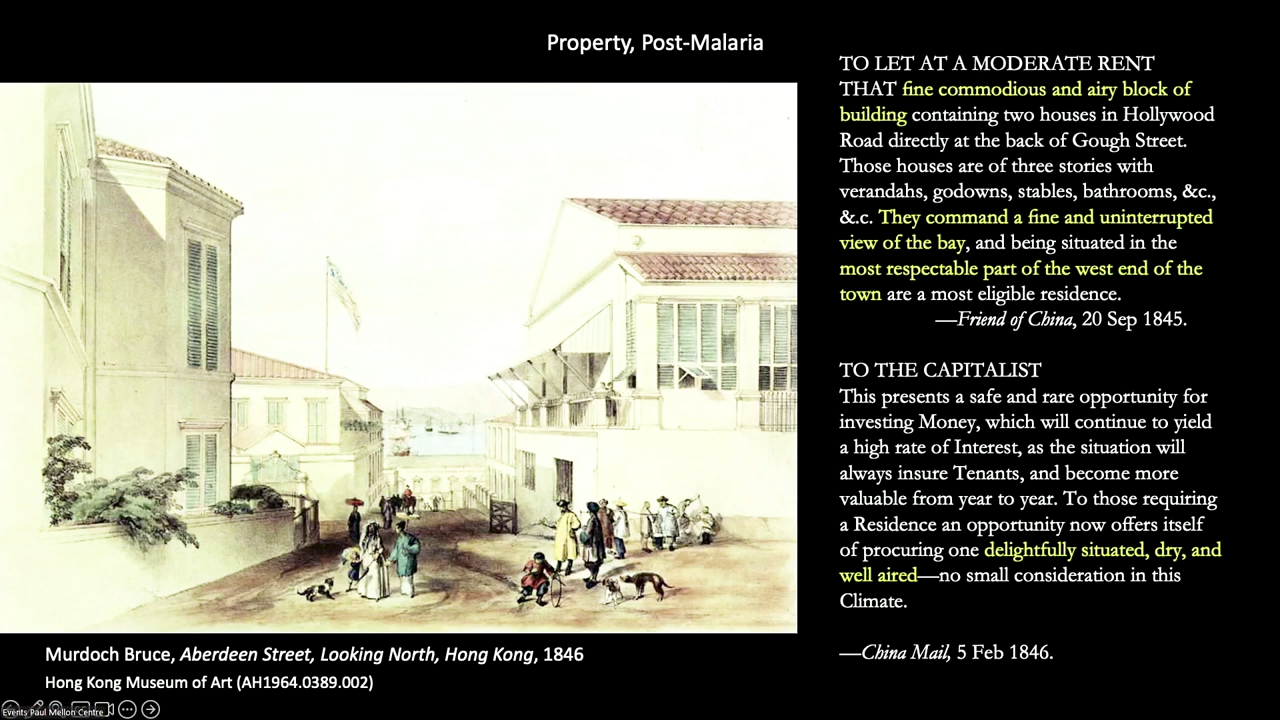 Property, Post-Malaria
TO LET AT A MODERATE RENT
THAT fine commodious and airy block of
building containing two houses in Hollywood
Road directly at the back of Gough Street.
Those houses are of three stories with
verandahs, godowns, stables, bathrooms, &c.,
&.c. They command a fine and uninterrupted
view of the bay, and being situated in the
most respectable part of the west end of the
town are a most eligible residence.
—Friend of China, 20 Sep 1845.
TO THE CAPITALIST
This presents a safe and rare opportunity for
investing Money, which will continue to yield
a high rate of Interest, as the situation will
always insure Tenants, and become more
valuable from year to year. To those requiring
a Residence an opportunity now offers itself
of procuring one delightfully situated, dry, and
well aired—no small consideration in this
Climate.
—China Mail, 5 Feb 1846.
Murdoch Bruce, Aberdeen Street, Looking North, Hong Kong, 1846
Hong Kong Museum of Art (AH1964.0389.002)
Events Paul Mellon Centre